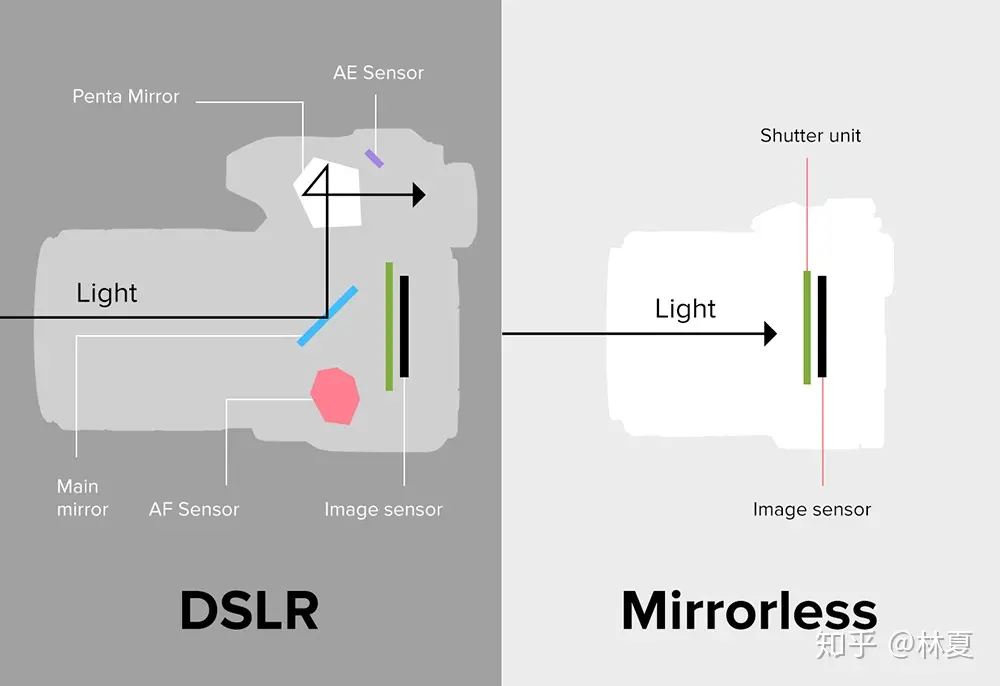 AE Sensor
Penta Mirror
Light
Main
mirror
AF Sensor
Image sensor
DSLR
Shutter unit
Light
Image sensor
Mirrorless
知乎 @林夏